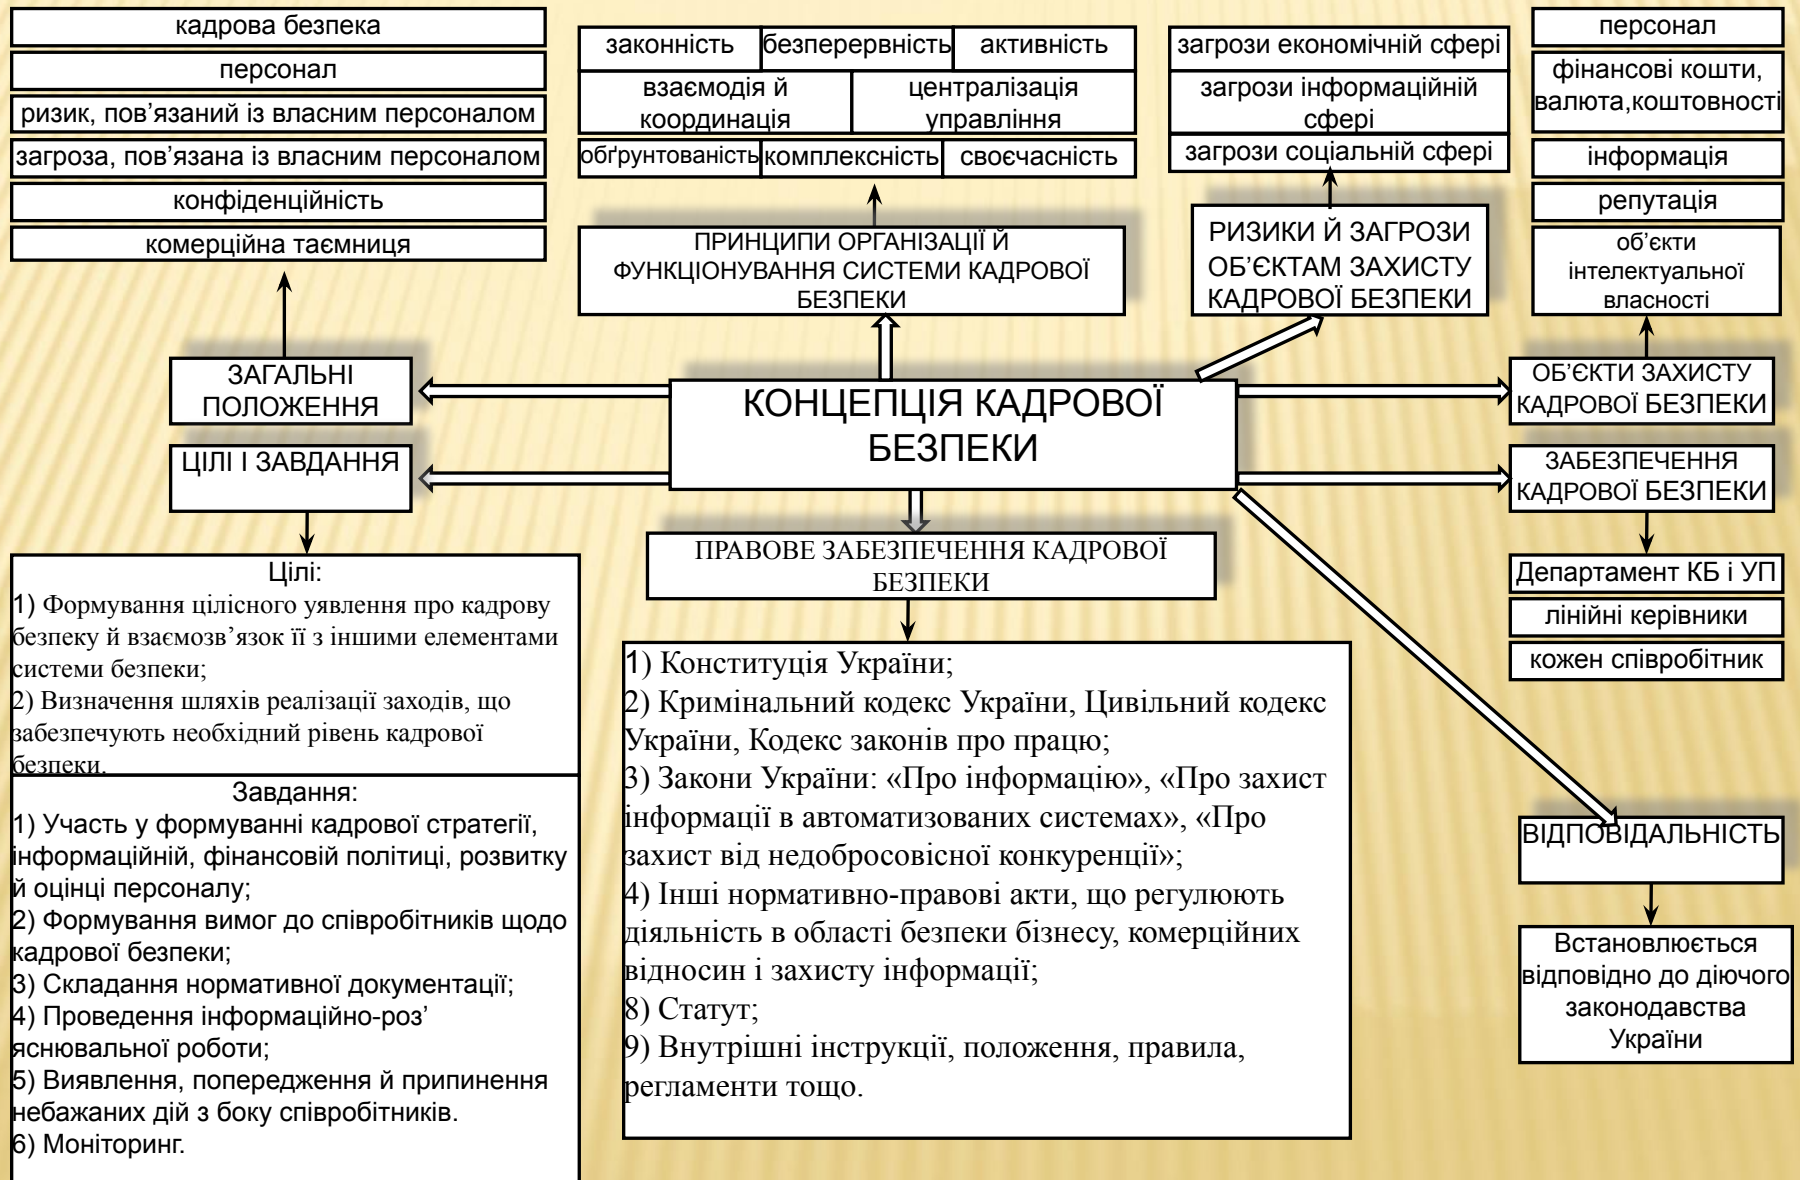 кадрова безпека
персонал
ризик, пов’язаний із власним персоналом
загроза, пов’язана із власним персоналом
конфіденційність
комерційна таємниця
ЗАГАЛЬНІ
ПОЛОЖЕННЯ
ЦІЛІ І ЗАВДАННЯ
Цілі:
1) Формування цілісного уявлення про кадрову
безпеку й взаємозв’язок її з іншими елементами
системи безпеки;
2) Визначення шляхів реалізації заходів, що
забезпечують необхідний рівень кадрової
безпеки.
Завдання:
1) Участь у формуванні кадрової стратегії,
інформаційній, фінансовій політиці, розвитку
й оцінці персоналу;
2) Формування вимог до співробітників щодо
кадрової безпеки;
3) Складання нормативної документації;
4) Проведення інформаційно-роз’
яснювальної роботи;
5) Виявлення, попередження й припинення
небажаних дій з боку співробітників.
6) Моніторинг.
законність безперервність активність
взаємодія й
координація
централізація
управління
обґрунтованість комплексність своєчасність
ПРИНЦИПИ ОРГАНІЗАЦІЇ Й
ФУНКЦІОНУВАННЯ СИСТЕМИ КАДРОВОЇ
БЕЗПЕКИ
КОНЦЕПЦІЯ КАДРОВОЇ
БЕЗПЕКИ
ПРАВОВЕ ЗАБЕЗПЕЧЕННЯ КАДРОВОЇ
БЕЗПЕКИ
1) Конституція України;
2) Кримінальний кодекс України, Цивільний кодекс
України, Кодекс законів про працю;
3) Закони України: «Про інформацію», «Про захист
інформації в автоматизованих системах», «Про
захист від недобросовісної конкуренції»;
4) Інші нормативно-правові акти, що регулюють
діяльність в області безпеки бізнесу, комерційних
відносин і захисту інформації;
8) Статут;
9) Внутрішні інструкції, положення, правила,
регламенти тощо.
загрози економічній сфері
загрози інформаційній
сфері
загрози соціальній сфері
РИЗИКИ Й ЗАГРОЗИ
ОБ’ЄКТАМ ЗАХИСТУ
КАДРОВОЇ БЕЗПЕКИ
персонал
фінансові кошти,
валюта,коштовності
інформація
репутація
об’єкти
інтелектуальної
власності
ОБ’ЄКТИ ЗАХИСТУ
КАДРОВОЇ БЕЗПЕКИ
ЗАБЕЗПЕЧЕННЯ
КАДРОВОЇ БЕЗПЕКИ
Департамент КБ і УП
лінійні керівники
кожен співробітник
ВІДПОВІДАЛЬНІСТЬ
Встановлюється
відповідно до діючого
законодавства
України